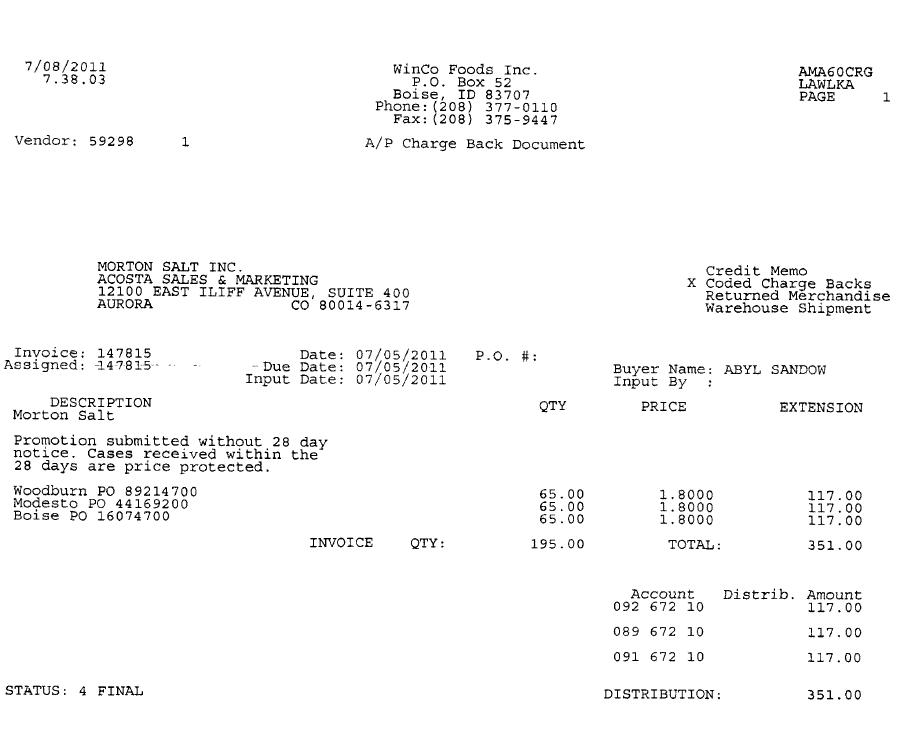 7/08/2011 WinCo Foods Inc. AMA60CRG
7.38.03 P.O. Box 52 LAWLKA
Boise, ID 83707 PAGE 1
Phone:(208) 377-0110
Fax:(208) 375-9447
Vendor: 59298 1 A/P Charge Back Document
MORTON SALT INC. Credit Memo
ACOSTA SALES & MARKETING X Coded Charge Backs
12100 EAST ILIFF AVENUE, SUITE 400 Returned Merchandise
AURORA CO 80014-6317 Warehouse Shipment
Invoice: 147815 Date: 07/05/2011 P.O. #:
Assigned: 147815 Due Date: 07/05/2011 Buyer Name: ABYL SANDOW
Input Date: 07/05/2011 Input By :
DESCRIPTION QTY PRICE EXTENSION
Morton Salt
Promotion submitted without 28 day
notice. Cases received within the
28 days are price protected.
Woodburn PO 89214700 65.00 1.8000 117.00
Modesto PO 44169200 65.00 1.8000 117.00
Boise PO 16074700 65.00 1.8000 117.00
INVOICE QTY: 195.00 TOTAL: 351.00
Account Distrib. Amount
092 672 10 117.00
089 672 10 117.00
091 672 10 117.00
STATUS: 4 FINAL DISTRIBUTION: 351.00